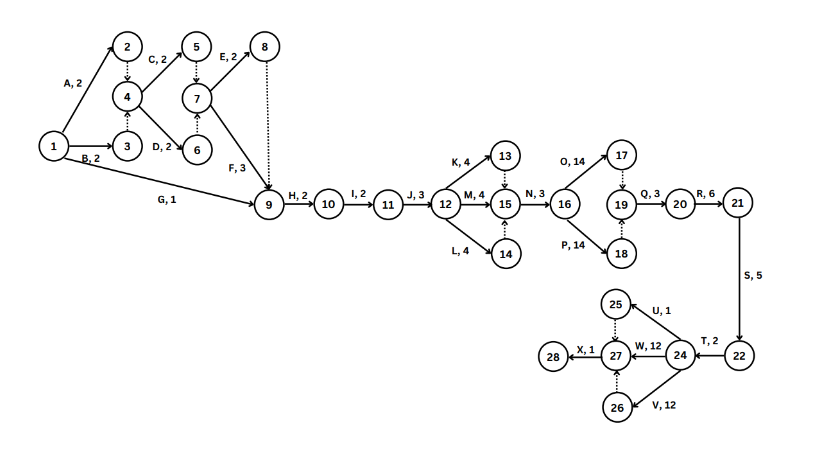 2
5
8
C, 2
E, 2
A, 2
4
7
1
3
6
B, 2
D, 2
F, 3
G, 1
9
H, 2
10
I, 2
11
J, 3
12
K, 4
13
M, 4
15
L, 4
14
N, 3
16
O, 14
17
19
P, 14
18
Q, 3
20
R, 6
21
S, 5
25
U, 1
28
X, 1
27
W, 12
24
T, 2
22
26
V, 12